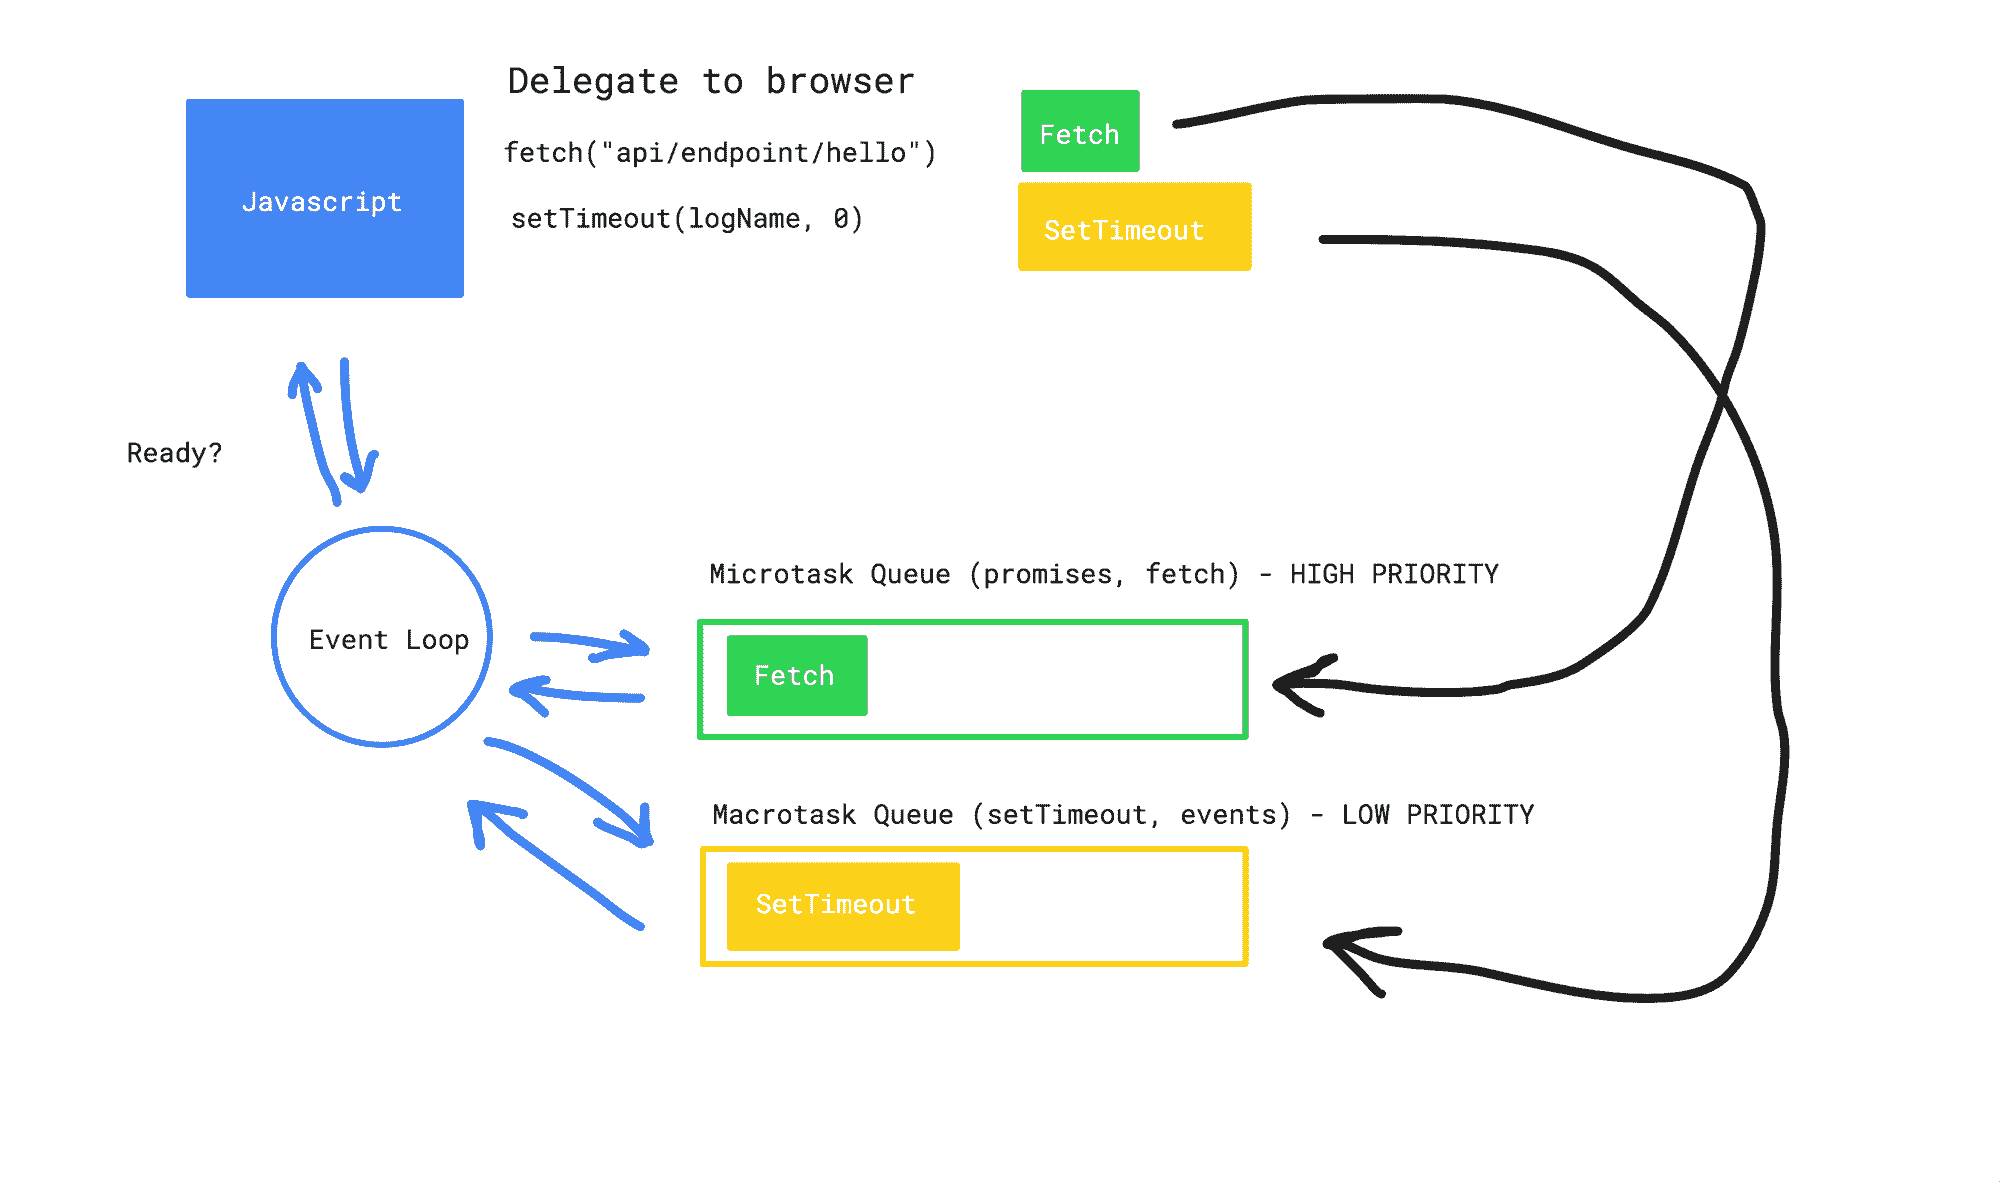 Delegate to browser
Javascript
fetch("api/endpoint/hello")
setTimeout(logName, 0)
Fetch
SetTimeout
Ready?
Event Loop
Microtask Queue (promises, fetch) - HIGH PRIORITY
Fetch
Macrotask Queue (setTimeout, events) - LOW PRIORITY
SetTimeout